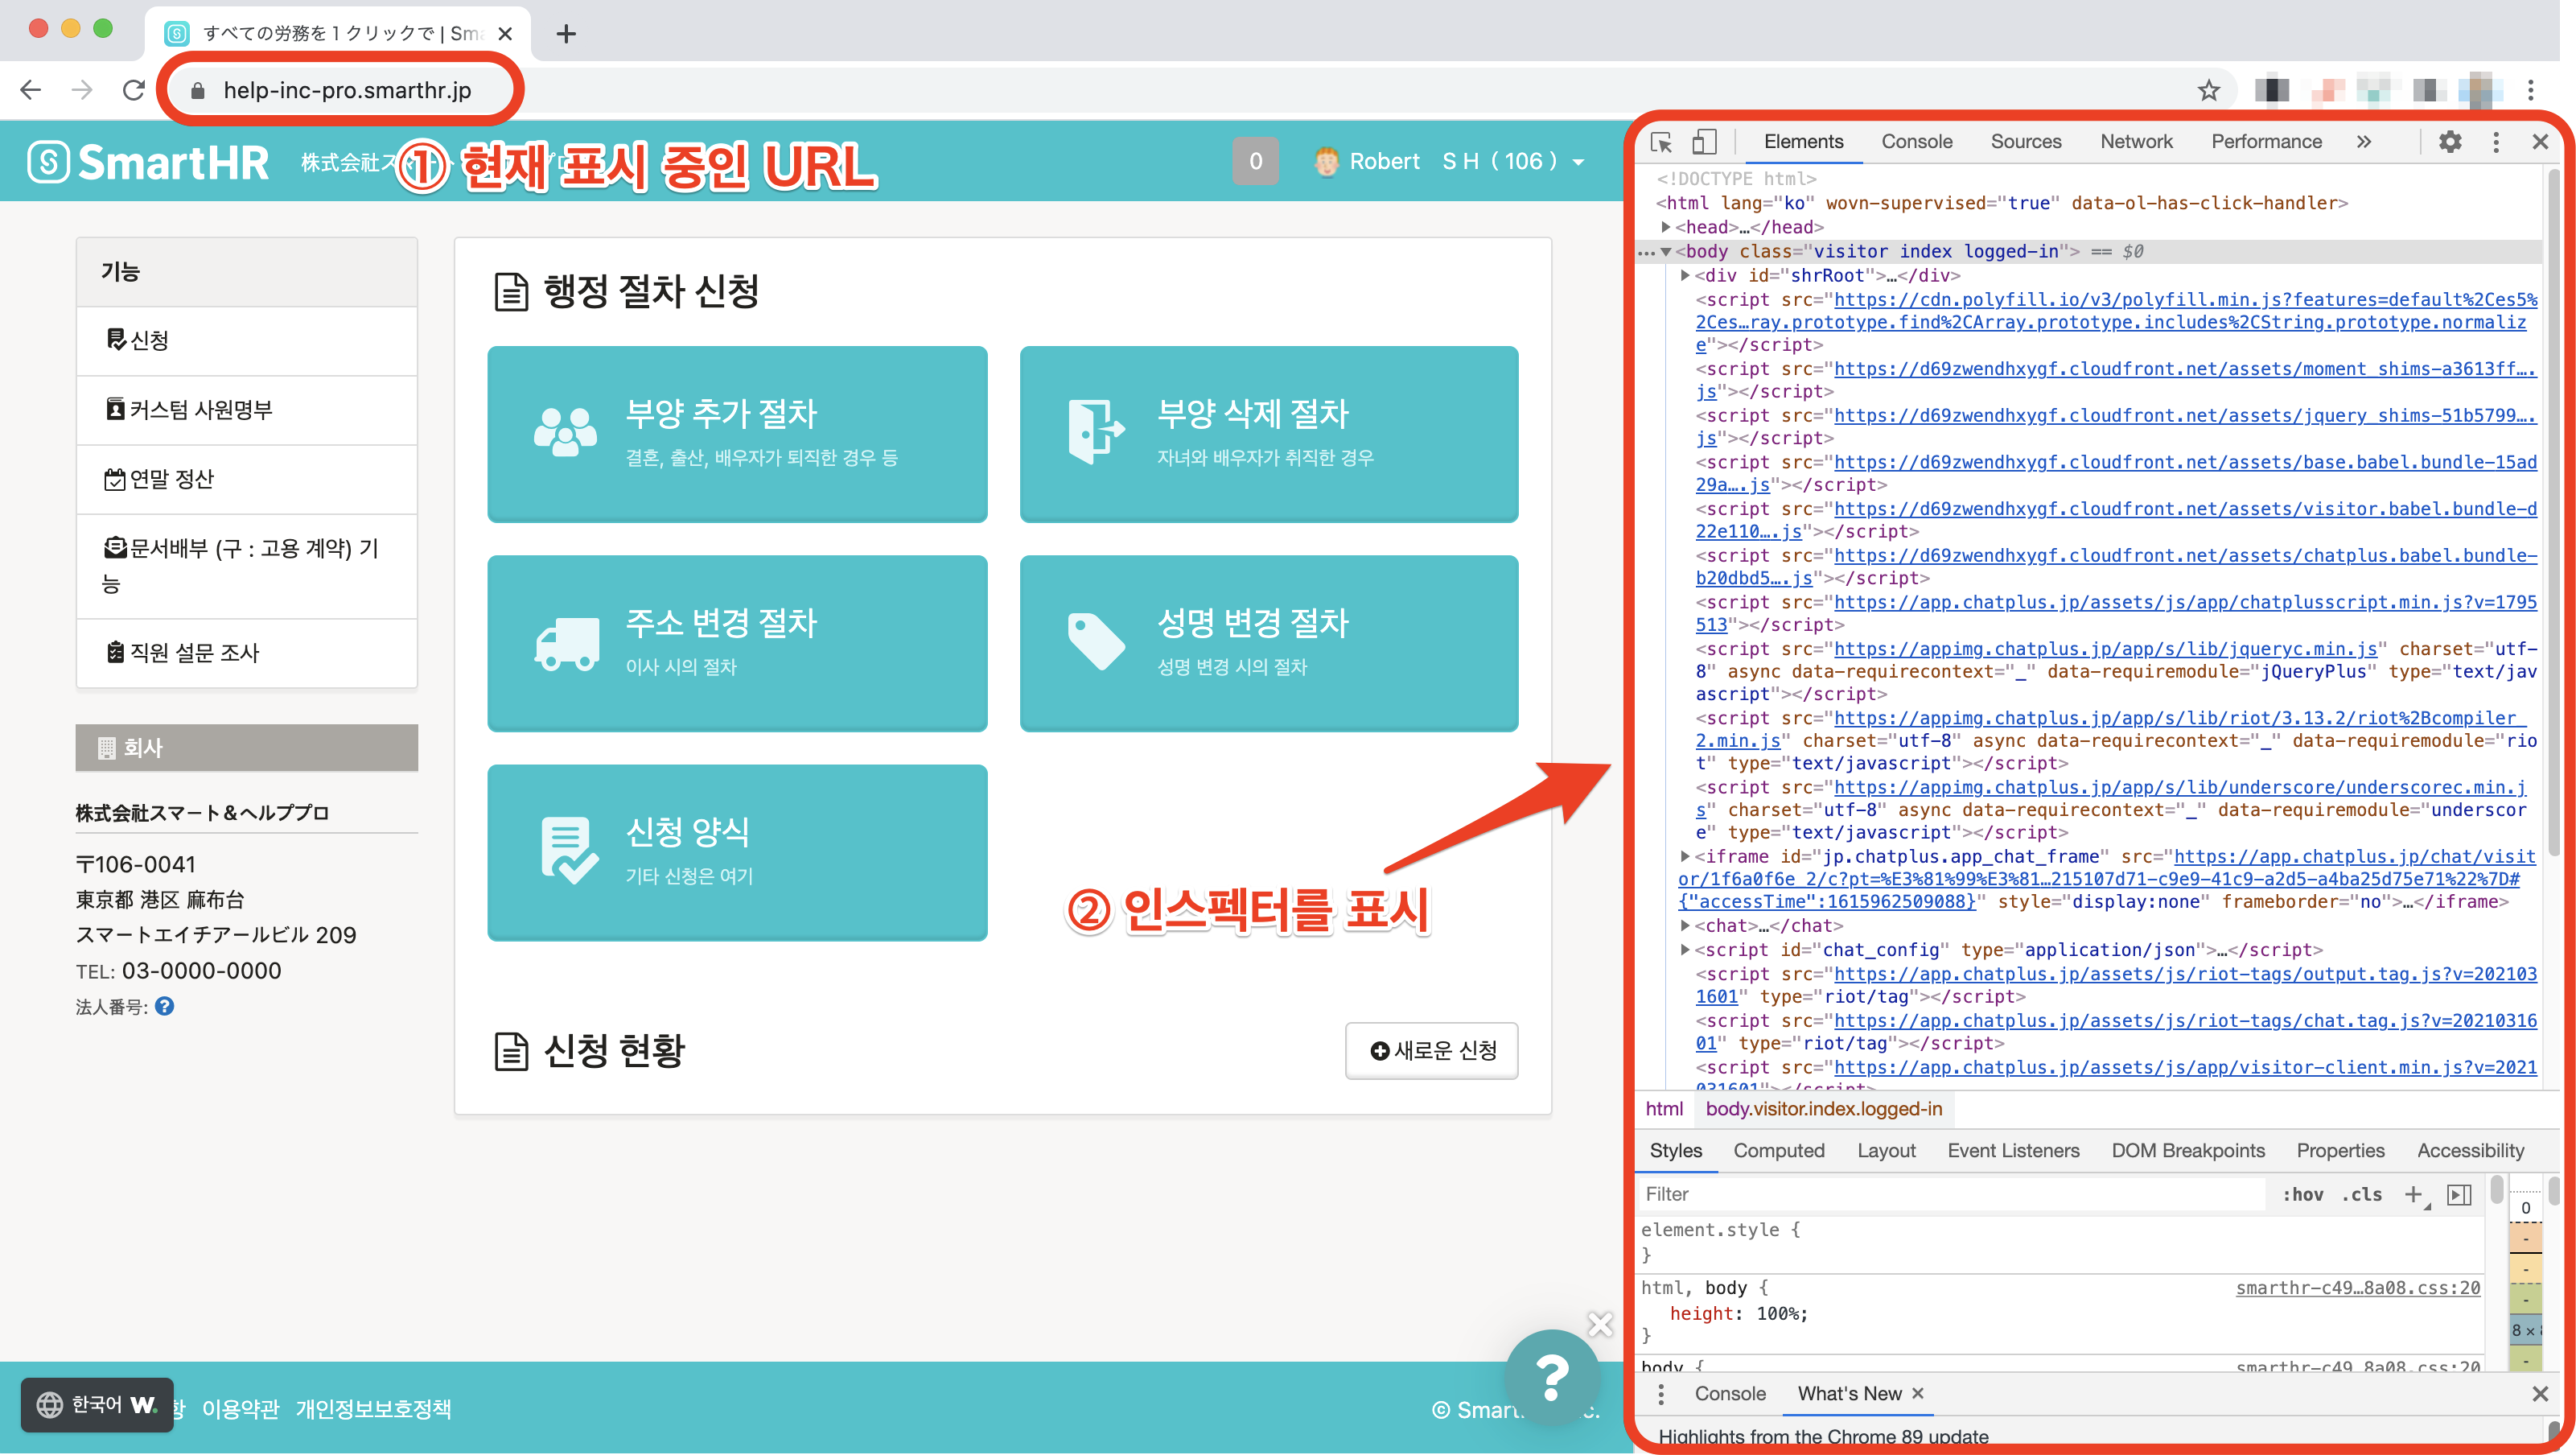 すべての労務を1クリックで | Sma
help-inc-pro.smarthr.jp
SmartHR
株式会社ス
① 현재 표시 중인 URL
0
Robert S H ( 106 )
기능
신청
커스텀 사원명부
연말 정산
문서배부 (구 : 고용 계약) 기
능
직원 설문 조사
회사
株式会社スマート&ヘルププロ
〒106-0041
東京都 港区 麻布台
スマートエイチアールビル 209
TEL: 03-0000-0000
法人番号:
행정 절차 신청
부양 추가 절차
결혼, 출산, 배우자가 퇴직한 경우 등
부양 삭제 절차
자녀와 배우자가 취직한 경우
주소 변경 절차
이사 시의 절차
성명 변경 절차
성명 변경 시의 절차
신청 양식
기타 신청은 여기
② 인스펙터를 표시
신청 현황
새로운 신청
한국어 W.
항 이용약관 개인정보보호정책
© Smart
?
Elements Console Sources Network Performance »
<!DOCTYPE html>
<html lang="ko" wovn-supervised="true" data-ol-has-click-handler>
<head>…</head>
<body class="visitor index logged-in"> == $0
<div id="shrRoot">…</div>
<script src="https://cdn.polyfill.io/v3/polyfill.min.js?features=default%2Ces5%
2Ces…ray.prototype.find%2CArray.prototype.includes%2CString.prototype.normaliz
e"></script>
<script src="https://d69zwendhxygf.cloudfront.net/assets/moment_shims-a3613ff….
js"></script>
<script src="https://d69zwendhxygf.cloudfront.net/assets/jquery_shims-51b5799….
js"></script>
<script src="https://d69zwendhxygf.cloudfront.net/assets/base.babel.bundle-15ad
29a….js"></script>
<script src="https://d69zwendhxygf.cloudfront.net/assets/visitor.babel.bundle-d
22e110….js"></script>
<script src="https://d69zwendhxygf.cloudfront.net/assets/chatplus.babel.bundle-
b20dbd5….js"></script>
<script src="https://app.chatplus.jp/assets/js/app/chatplusscript.min.js?v=1795
513"></script>
<script src="https://appimg.chatplus.jp/app/s/lib/jqueryc.min.js" charset="utf-
8" async data-requirecontext="_" data-requiremodule="jQueryPlus" type="text/jav
ascript"></script>
<script src="https://appimg.chatplus.jp/app/s/lib/riot/3.13.2/riot%2Bcompiler_
2.min.js" charset="utf-8" async data-requirecontext="_" data-requiremodule="rio
t" type="text/javascript"></script>
<script src="https://appimg.chatplus.jp/app/s/lib/underscore/underscorec.min.j
s" charset="utf-8" async data-requirecontext="_" data-requiremodule="underscor
e" type="text/javascript"></script>
<iframe id="jp.chatplus.app_chat_frame" src="https://app.chatplus.jp/chat/visit
or/1f6a0f6e_2/c?pt=%E3%81%99%E3%81…215107d71-c9e9-41c9-a2d5-a4ba25d75e71%22%7D#
{"accessTime":1615962509088}" style="display:none" frameborder="no">…</iframe>
<chat>…</chat>
<script id="chat_config" type="application/json">…</script>
<script src="https://app.chatplus.jp/assets/js/riot-tags/output.tag.js?v=202103
1601" type="riot/tag"></script>
<script src="https://app.chatplus.jp/assets/js/riot-tags/chat.tag.js?v=20210316
01" type="riot/tag"></script>
<script src="https://app.chatplus.jp/assets/js/app/visitor-client.min.js?v=2021
031601"></script>
html body.visitor.index.logged-in
Styles Computed Layout Event Listeners DOM Breakpoints Properties Accessibility
Filter :hov .cls +
element.style {
}
html, body { smarthr-c49…8a08.css:20
height: 100%;
}
body { smarthr-c49…8a08.css:20
0
-
-
-
8 ×
-
Console What's New ×
Highlights from the Chrome 89 update